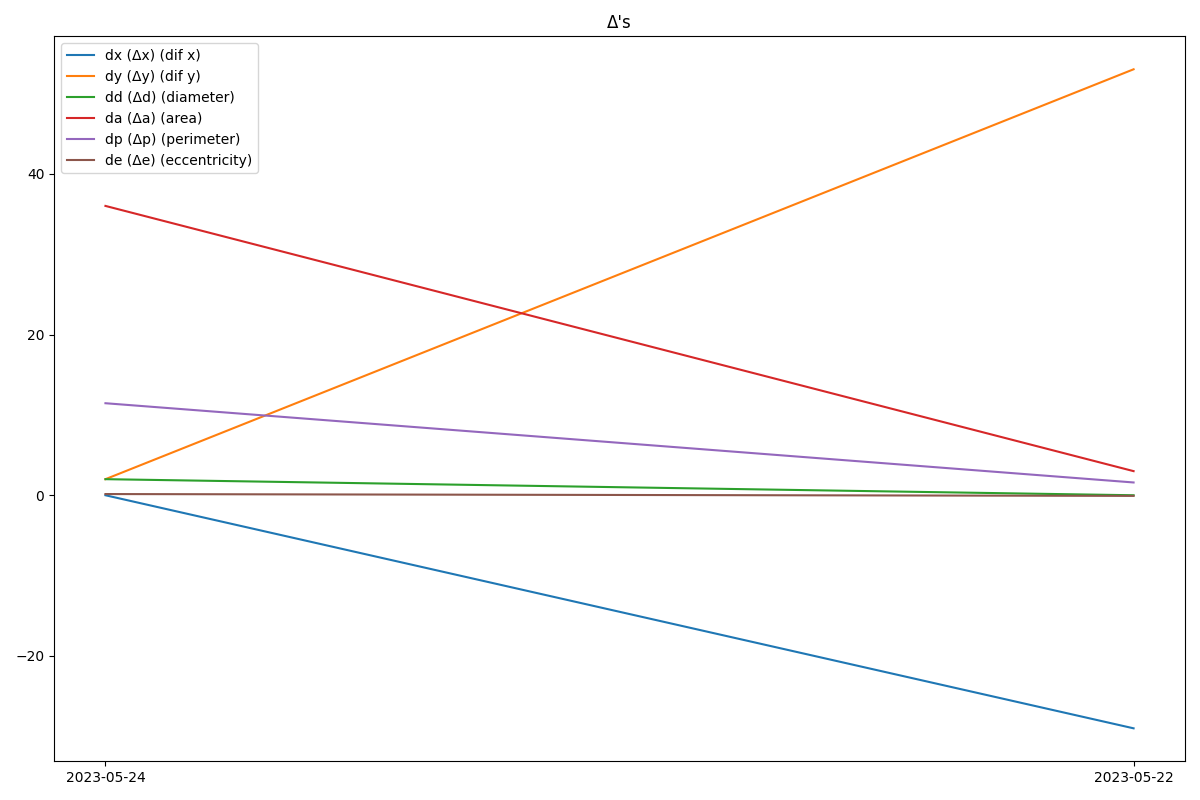 Δ's
dx (Δx) (dif x)
dy (Δy) (dif y)
dd (Δd) (diameter)
da (Δa) (area)
dp (Δp) (perimeter)
de (Δe) (eccentricity)
40
20
0
−20
2023-05-24 2023-05-22